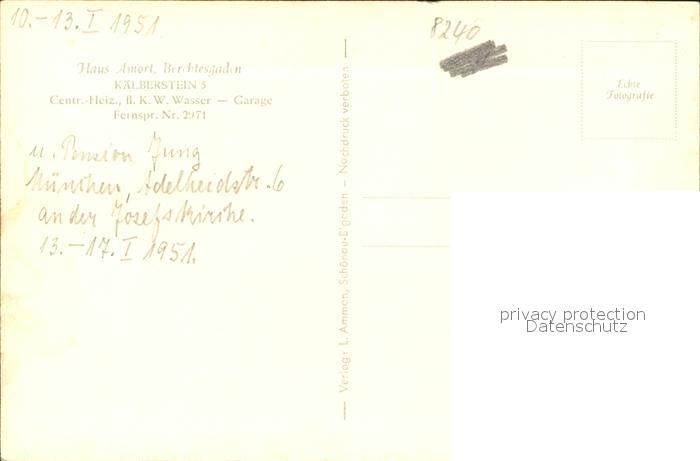 10.-13. I 1951.
Haus Amort, Berchtesgaden
KÄLBERSTEIN 5
Centr.-Heiz., fl. K. W. Wasser — Garage
Fernspr. Nr. 2971
u. Pension Jung
München, Adelheidstr. 6
an der Josefskirche.
13.-17. I 1951.
Verlag: L. Ammon, Schönau-B'gaden - Nachdruck verboten
8240
Echte
Fotografie
privacy protection
Datenschutz